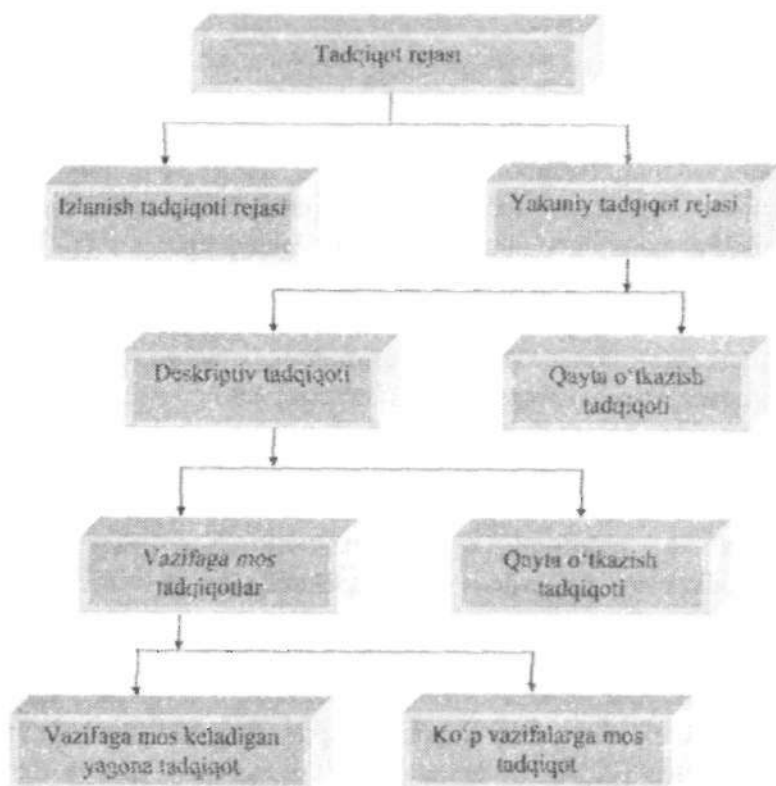 Tadqiqot rejasi
Izlanish tadqiqoti rejasi
Yakuniy tadqiqot rejasi
Deskriptiv tadqiqoti
Qayta o‘tkazish
tadqiqoti
Vazifaga mos
tadqiqotlar
Qayta o‘tkazish
tadqiqoti
Vazifaga mos keladigan
yagona tadqiqot
Ko‘p vazifalarga mos
tadqiqot